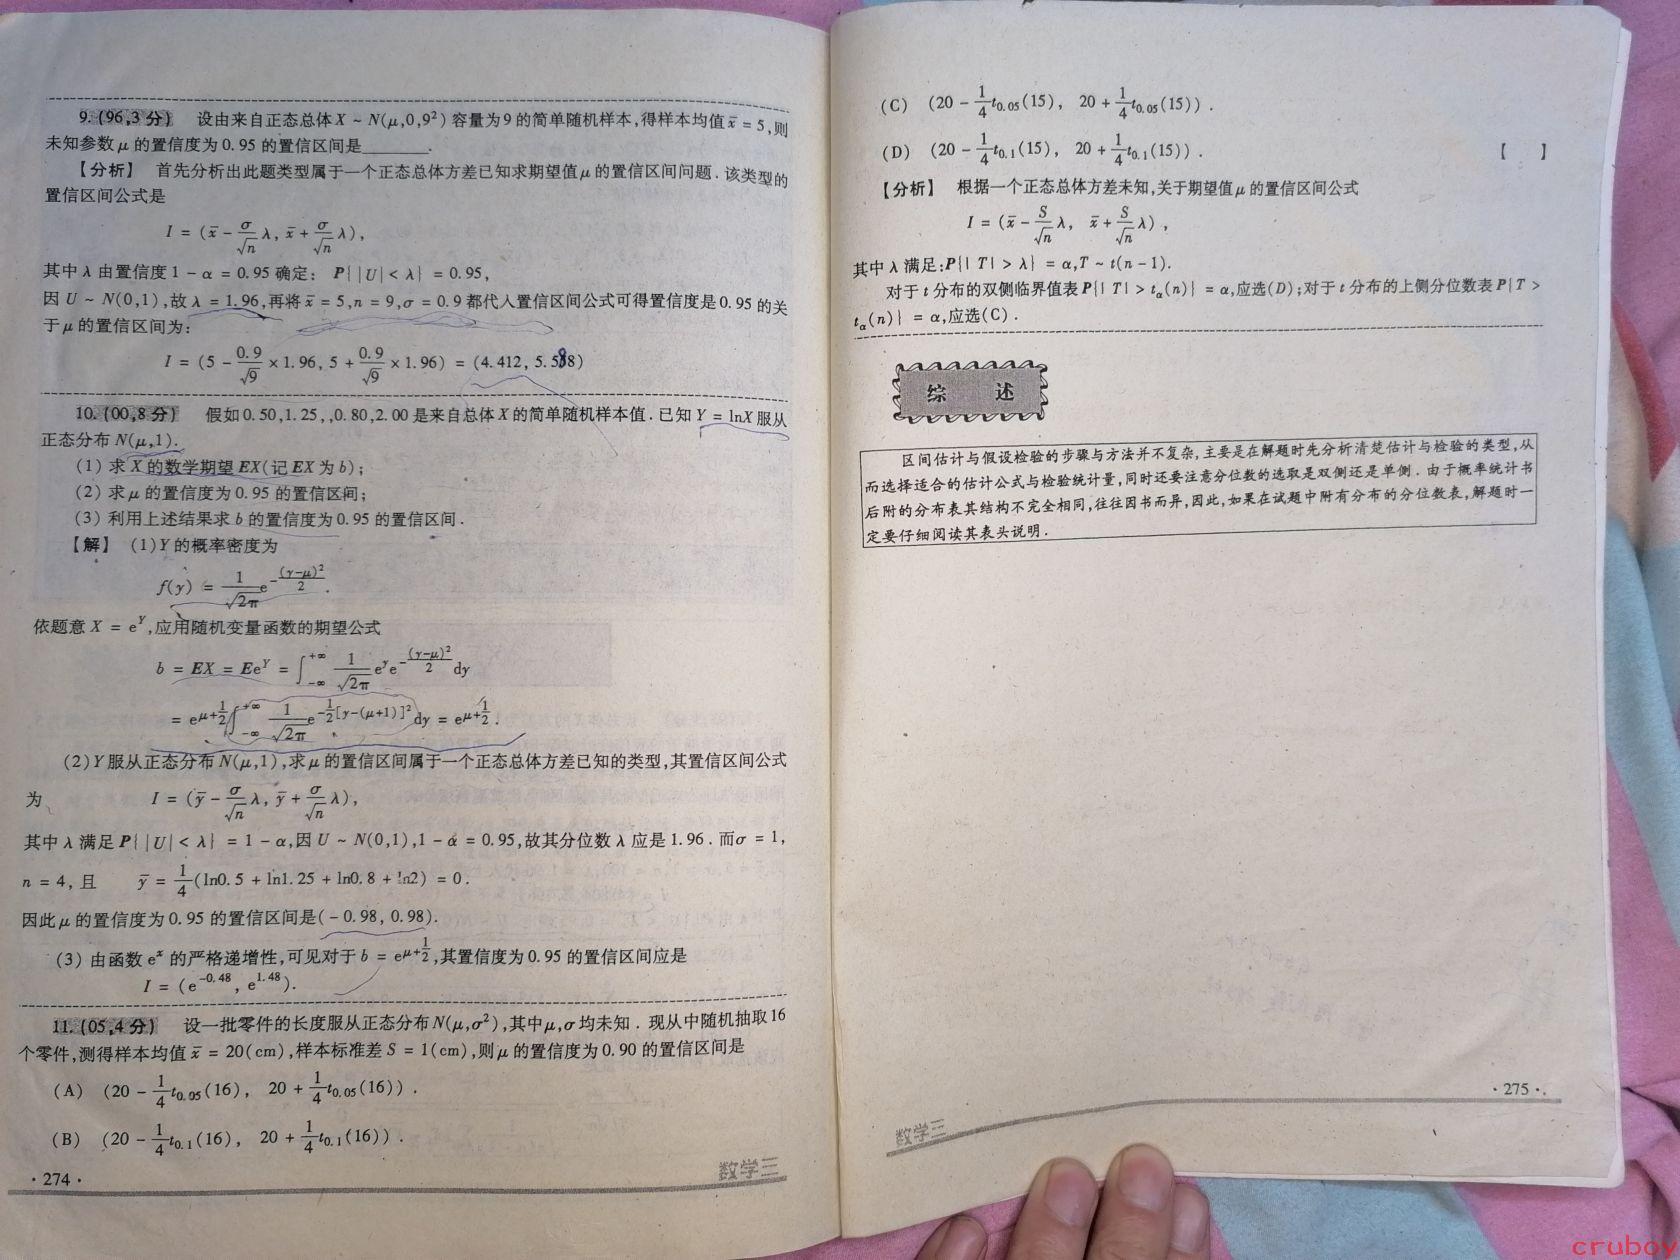 9.(96,3分) 设由来自正态总体X ~ N(μ,0,9²)容量为9的简单随机样本,得样本均值x̄ = 5,则
未知参数μ的置信度为0.95的置信区间是________.
【分析】 首先分析出此题类型属于一个正态总体方差已知求期望值μ的置信区间问题.该类型的
置信区间公式是
I = (x̄ - σ/√n λ, x̄ + σ/√n λ),
其中λ由置信度1 - α = 0.95确定: P{|U| < λ} = 0.95,
因U ~ N(0,1),故λ = 1.96,再将x̄ = 5,n = 9,σ = 0.9都代人置信区间公式可得置信度是0.95的关
于μ的置信区间为:
I = (5 - 0.9/√9 × 1.96, 5 + 0.9/√9 × 1.96) = (4.412, 5.588)
10.(00,8分) 假如0.50,1.25,,0.80,2.00是来自总体X的简单随机样本值.已知Y = lnX服从
正态分布N(μ,1).
(1) 求X的数学期望EX(记EX为b);
(2) 求μ的置信度为0.95的置信区间;
(3) 利用上述结果求b的置信度为0.95的置信区间.
【解】 (1)Y的概率密度为
f(y) = 1/√2π e^{-(y-μ)²/2}.
依题意X = e^Y,应用随机变量函数的期望公式
b = EX = Ee^Y = ∫_{-∞}^{+∞} 1/√2π e^y e^{-(y-μ)²/2} dy
= e^{μ+1/2} ∫_{-∞}^{+∞} 1/√2π e^{-1/2[y-(μ+1)]²} dy = e^{μ+1/2}.
(2)Y服从正态分布N(μ,1),求μ的置信区间属于一个正态总体方差已知的类型,其置信区间公式
为 I = (ȳ - σ/√n λ, ȳ + σ/√n λ),
其中λ满足P{|U| < λ} = 1 - α,因U ~ N(0,1),1 - α = 0.95,故其分位数λ应是1.96.而σ = 1,
n = 4, 且 ȳ = 1/4(ln0.5 + ln1.25 + ln0.8 + ln2) = 0.
因此μ的置信度为0.95的置信区间是(- 0.98, 0.98).
(3) 由函数e^x的严格递增性,可见对于b = e^{μ+1/2},其置信度为0.95的置信区间应是
I = (e^{-0.48}, e^{1.48}).
11.(05,4分) 设一批零件的长度服从正态分布N(μ,σ²),其中μ,σ均未知.现从中随机抽取16
个零件,测得样本均值x̄ = 20(cm),样本标准差S = 1(cm),则μ的置信度为0.90的置信区间是
(A) (20 - 1/4 t_{0.05}(16), 20 + 1/4 t_{0.05}(16)).
(B) (20 - 1/4 t_{0.1}(16), 20 + 1/4 t_{0.1}(16)).
· 274 ·
数学三
(C) (20 - 1/4 t_{0.05}(15), 20 + 1/4 t_{0.05}(15)).
(D) (20 - 1/4 t_{0.1}(15), 20 + 1/4 t_{0.1}(15)). 【 】
【分析】 根据一个正态总体方差未知,关于期望值μ的置信区间公式
I = (x̄ - S/√n λ, x̄ + S/√n λ),
其中λ满足:P{|T| > λ} = α,T ~ t(n - 1).
对于t分布的双侧临界值表P{|T| > t_α(n)} = α,应选(D);对于t分布的上侧分位数表P{T >
t_α(n)} = α,应选(C).
综 述
区间估计与假设检验的步骤与方法并不复杂,主要是在解题时先分析清楚估计与检验的类型,从
而选择适合的估计公式与检验统计量,同时还要注意分位数的选取是双侧还是单侧.由于概率统计书
后附的分布表其结构不完全相同,往往因书而异,因此,如果在试题中附有分布的分位数表,解题时一
定要仔细阅读其表头说明.
· 275 ·
数学三
cruboy